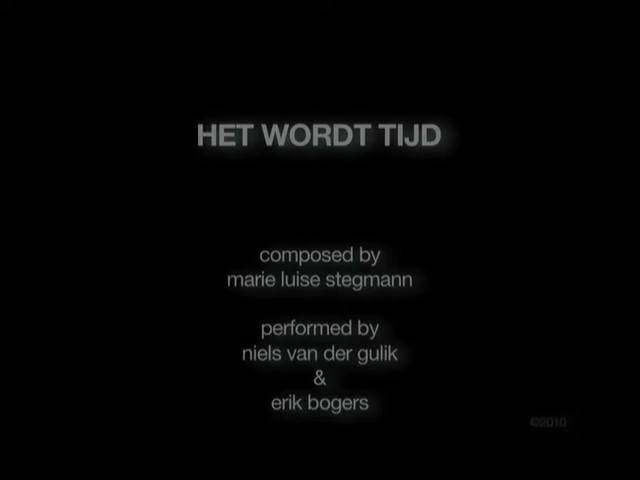 HET WORDT TIJD
composed by
marie luise stegmann
performed by
niels van der gulik
&
erik bogers
©2010